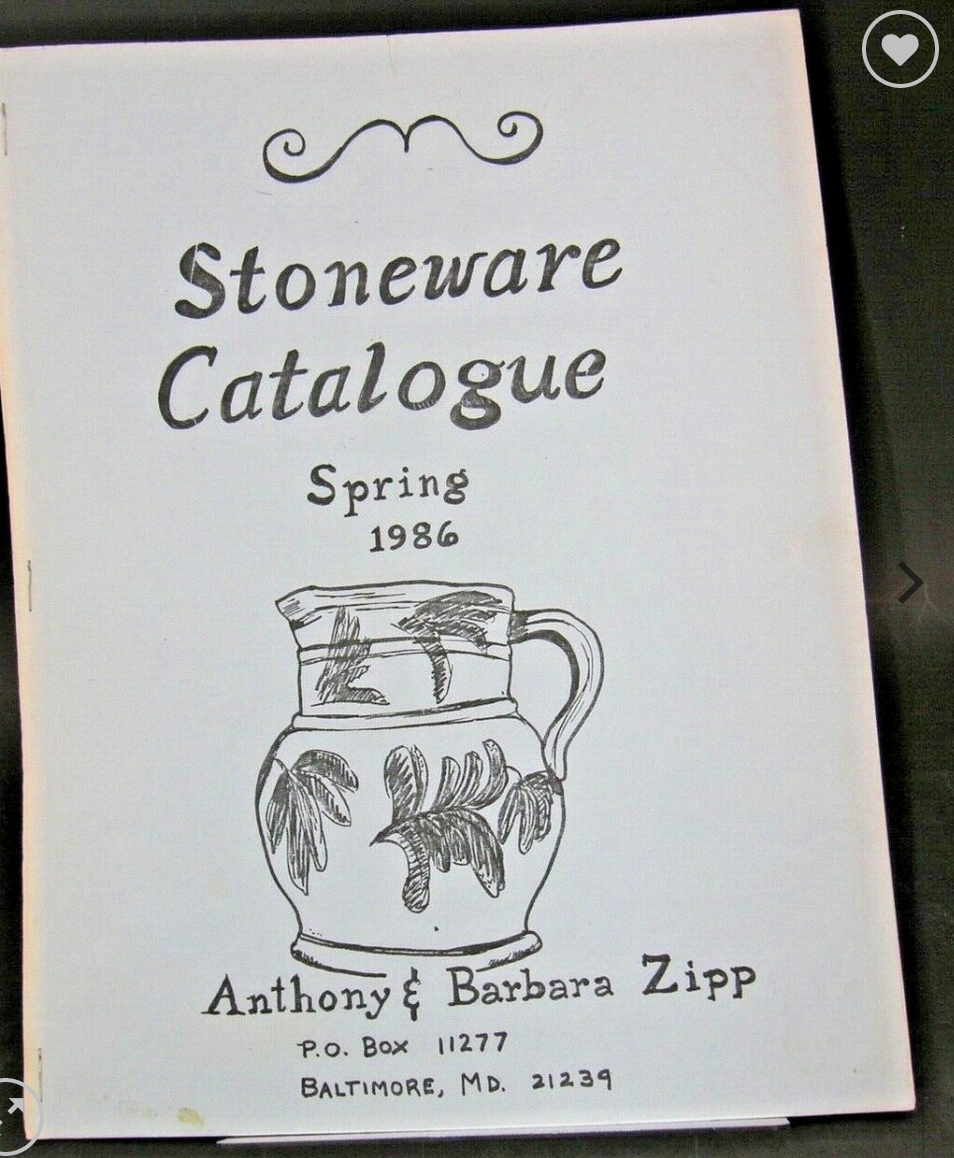 Stoneware
Catalogue
Spring
1986
Anthony & Barbara Zipp
P.O. Box 11277
BALTIMORE, MD. 21239